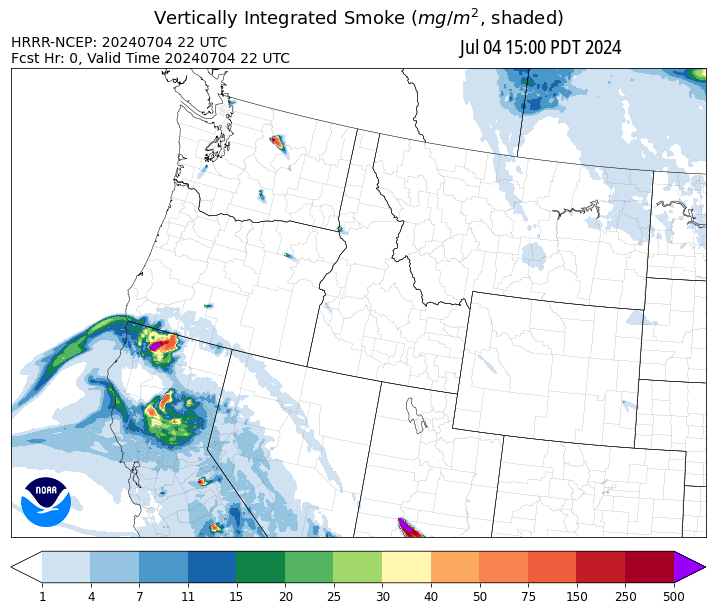 Vertically Integrated Smoke (mg/m², shaded)
HRRR-NCEP: 20240704 22 UTC
Jul 04 15:00 PDT 2024
Fcst Hr: 0, Valid Time 20240704 22 UTC
NOAA
1 4 7 11 15 20 25 30 40 50 75 150 250 500